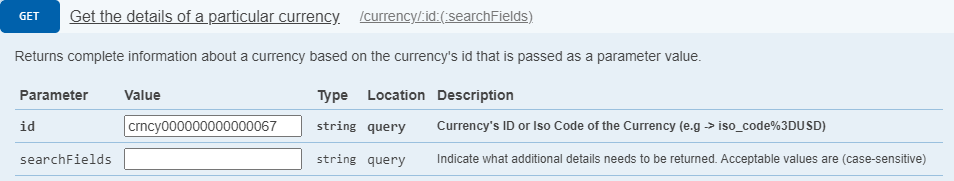 GET Get the details of a particular currency /currency/:id:(:searchFields)
Returns complete information about a currency based on the currency's id that is passed as a parameter value.
Parameter Value Type Location Description
id crncy000000000000067 string query Currency's ID or Iso Code of the Currency (e.g -> iso_code%3DUSD)
searchFields string query Indicate what additional details needs to be returned. Acceptable values are (case-sensitive)